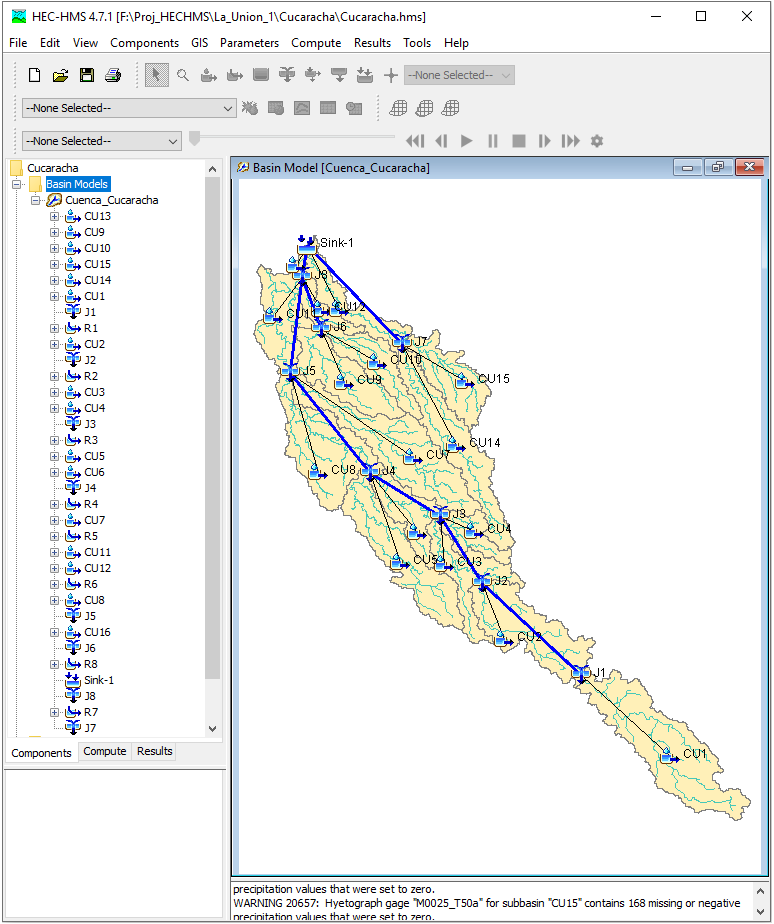 HEC-HMS 4.7.1 [F:\Proj_HECHMS\La_Union_1\Cucaracha\Cucaracha.hms]
File Edit View Components GIS Parameters Compute Results Tools Help
--None Selected--
--None Selected--
--None Selected--
Cucaracha
Basin Models
Cuenca_Cucaracha
CU13
CU9
CU10
CU15
CU14
CU1
J1
R1
CU2
J2
R2
CU3
CU4
J3
R3
CU5
CU6
J4
R4
CU7
R5
CU11
CU12
R6
CU8
J5
CU16
J6
R8
Sink-1
J8
R7
J7
Components Compute Results
Basin Model [Cuenca_Cucaracha]
Sink-1
J8
CU12
J6
J7
CU10
J5
CU9
CU15
CU14
CU7
CU8
J4
J3
CU4
CU5
CU3
J2
CU2
J1
CU1
precipitation values that were set to zero.
WARNING 20657: Hyetograph gage "M0025_T50a" for subbasin "CU15" contains 168 missing or negative
precipitation values that were set to zero.